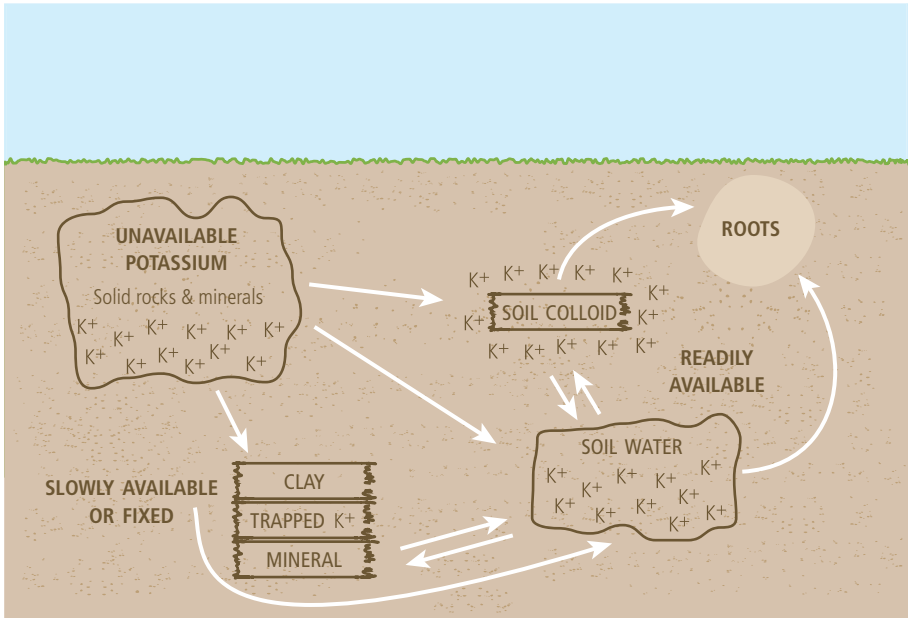 UNAVAILABLE
POTASSIUM
Solid rocks & minerals
K+ K+ K+ K+ K+ K+
K+ K+ K+ K+ K+
K+ K+ K+ K+ K+
K+ SOIL COLLOID K+
K+
K+ K+ K+ K+ K+
ROOTS
READILY
AVAILABLE
SOIL WATER
K+ K+ K+ K+ K+
K+ K+ K+ K+ K+
SLOWLY AVAILABLE
OR FIXED
CLAY
TRAPPED K+
MINERAL